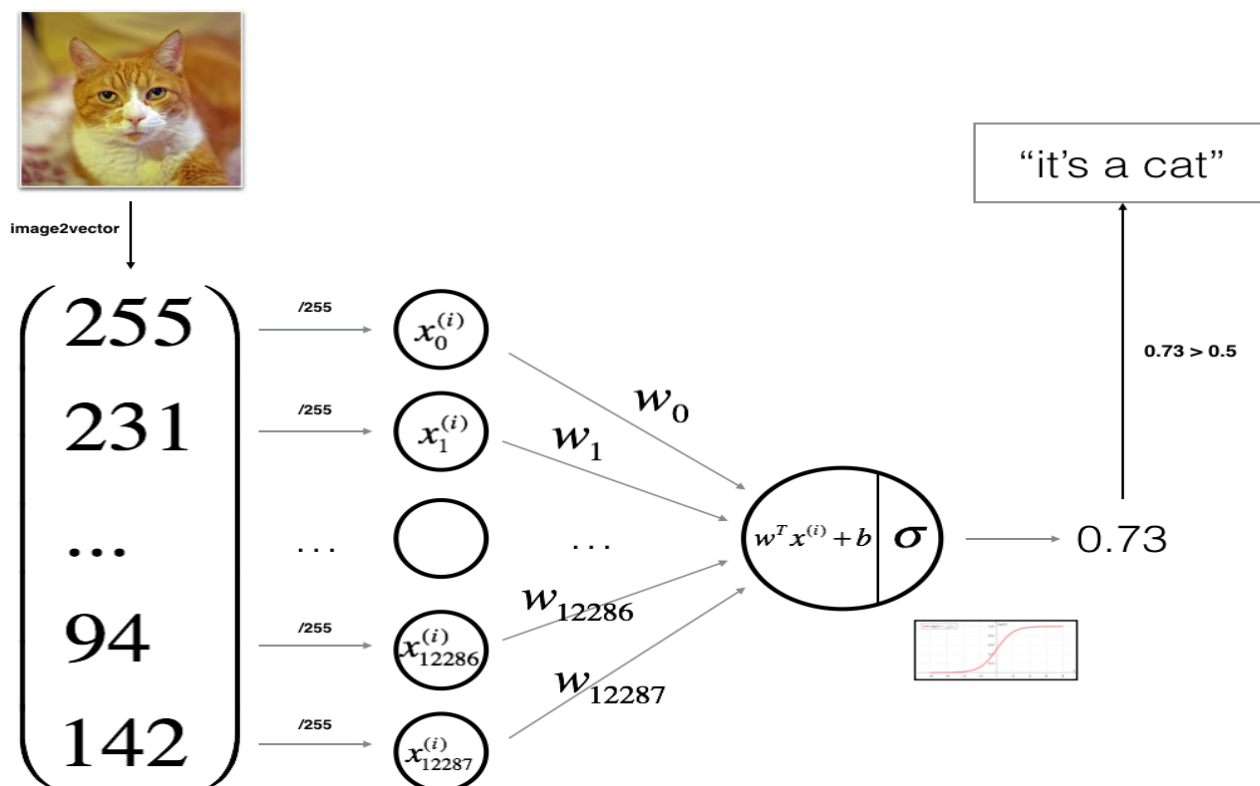 image2vector
“it’s a cat”
255
/255
x_0^{(i)}
w_0
0.73 > 0.5
231
/255
x_1^{(i)}
w_1
...
...
...
w^T x^{(i)} + b
σ
0.73
94
/255
x_{12286}^{(i)}
w_{12286}
142
/255
x_{12287}^{(i)}
w_{12287}